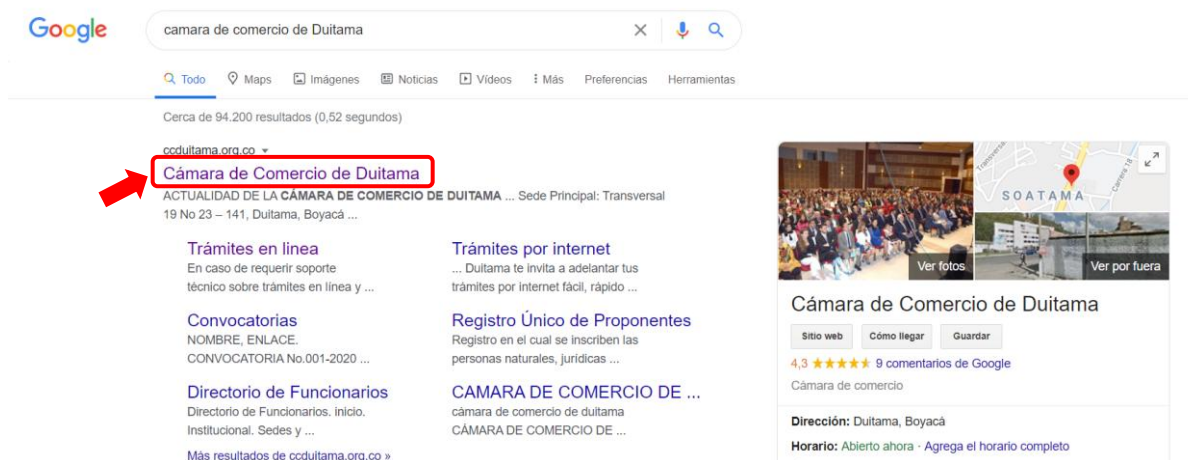 Google
camara de comercio de Duitama
Todo Maps Imágenes Noticias Vídeos Más Preferencias Herramientas
Cerca de 94.200 resultados (0,52 segundos)
ccduitama.org.co
Cámara de Comercio de Duitama
ACTUALIDAD DE LA CÁMARA DE COMERCIO DE DUITAMA ... Sede Principal: Transversal
19 No 23 – 141, Duitama, Boyacá ...
Trámites en linea
En caso de requerir soporte
técnico sobre trámites en línea y ...
Trámites por internet
... Duitama te invita a adelantar tus
trámites por internet fácil, rápido ...
Convocatorias
NOMBRE, ENLACE.
CONVOCATORIA No.001-2020 ...
Registro Único de Proponentes
Registro en el cual se inscriben las
personas naturales, jurídicas ...
Directorio de Funcionarios
Directorio de Funcionarios. inicio.
Institucional. Sedes y ...
CAMARA DE COMERCIO DE ...
cámara de comercio de duitama
CÁMARA DE COMERCIO DE ...
Más resultados de ccduitama.org.co »
SOATAMA
Carrera 18
Ver fotos
Ver por fuera
Cámara de Comercio de Duitama
Sitio web Cómo llegar Guardar
4,3 9 comentarios de Google
Cámara de comercio
Dirección: Duitama, Boyacá
Horario: Abierto ahora · Agrega el horario completo